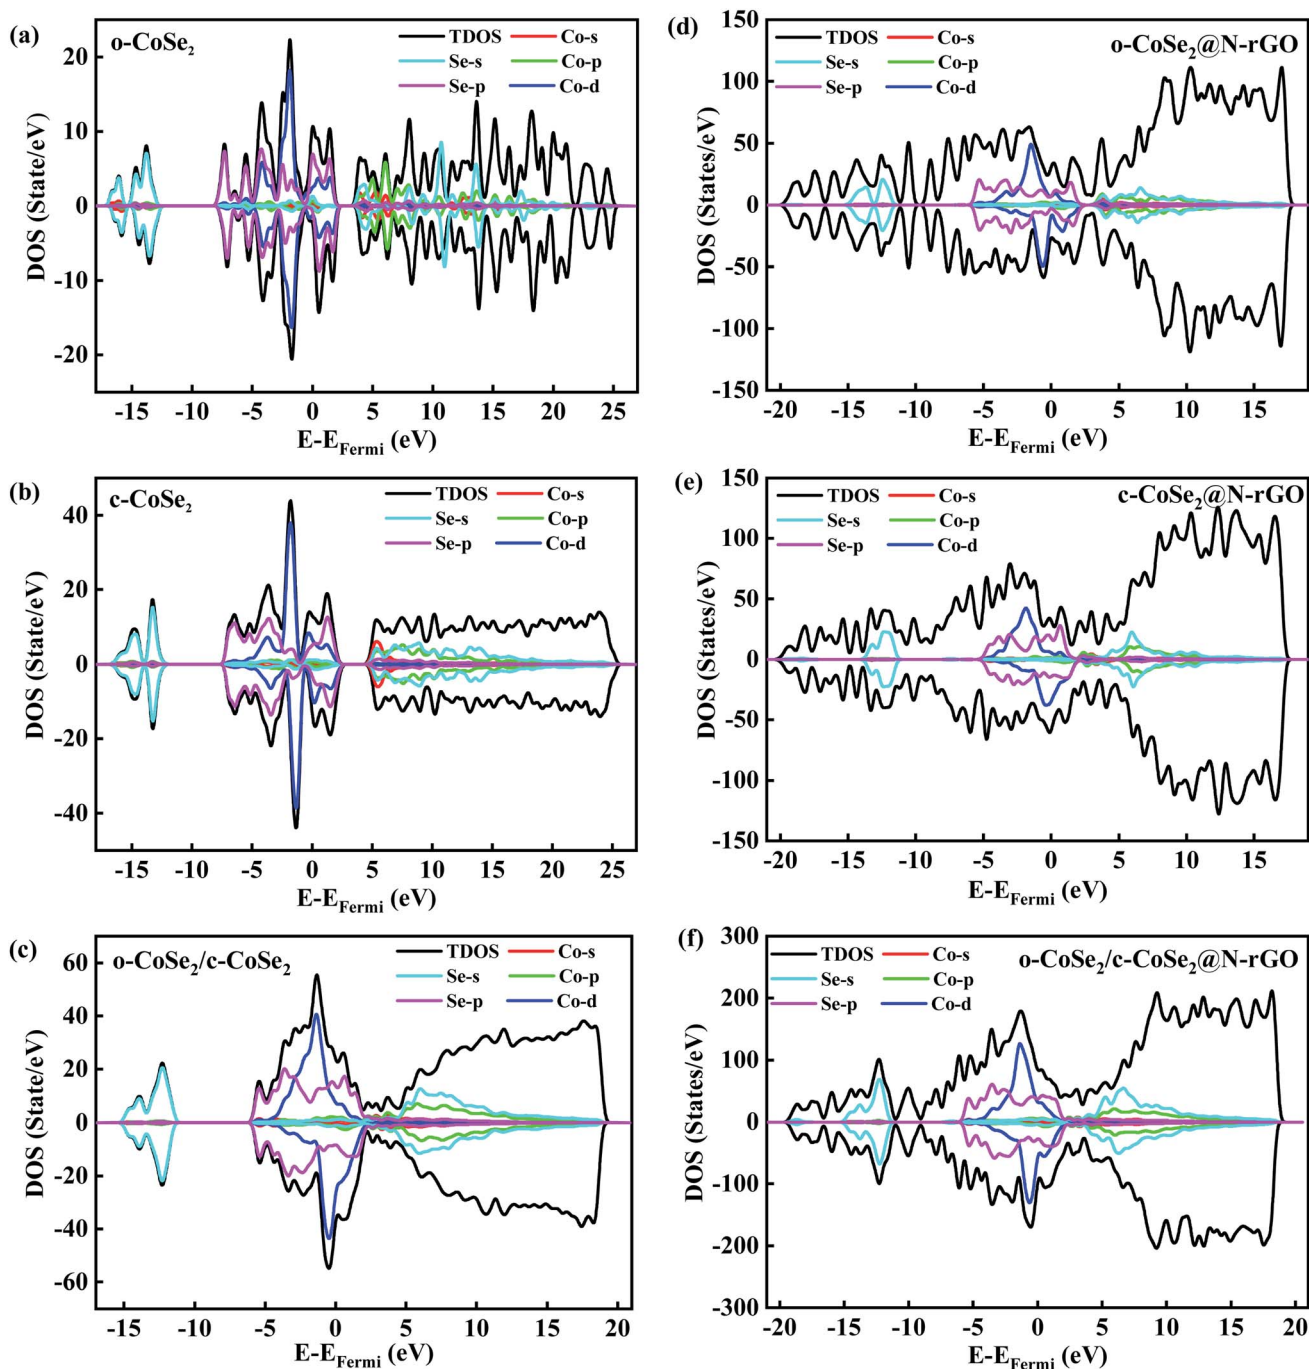 (a)
o-CoSe₂
TDOS Co-s
Se-s Co-p
Se-p Co-d
DOS (State/eV)
20
10
0
-10
-20
-15 -10 -5 0 5 10 15 20 25
E-E_Fermi (eV)
(d)
TDOS Co-s
o-CoSe₂@N-rGO
Se-s Co-p
Se-p Co-d
DOS (States/eV)
150
100
50
0
-50
-100
-150
-20 -15 -10 -5 0 5 10 15
E-E_Fermi (eV)
(b)
c-CoSe₂
TDOS Co-s
Se-s Co-p
Se-p Co-d
DOS (State/eV)
40
20
0
-20
-40
-15 -10 -5 0 5 10 15 20 25
E-E_Fermi (eV)
(e)
TDOS Co-s
c-CoSe₂@N-rGO
Se-s Co-p
Se-p Co-d
DOS (States/eV)
150
100
50
0
-50
-100
-150
-20 -15 -10 -5 0 5 10 15
E-E_Fermi (eV)
(c)
o-CoSe₂/c-CoSe₂
TDOS Co-s
Se-s Co-p
Se-p Co-d
DOS (State/eV)
60
40
20
0
-20
-40
-60
-15 -10 -5 0 5 10 15 20
E-E_Fermi (eV)
(f)
TDOS Co-s
o-CoSe₂/c-CoSe₂@N-rGO
Se-s Co-p
Se-p Co-d
DOS (States/eV)
300
200
100
0
-100
-200
-300
-20 -15 -10 -5 0 5 10 15 20
E-E_Fermi (eV)